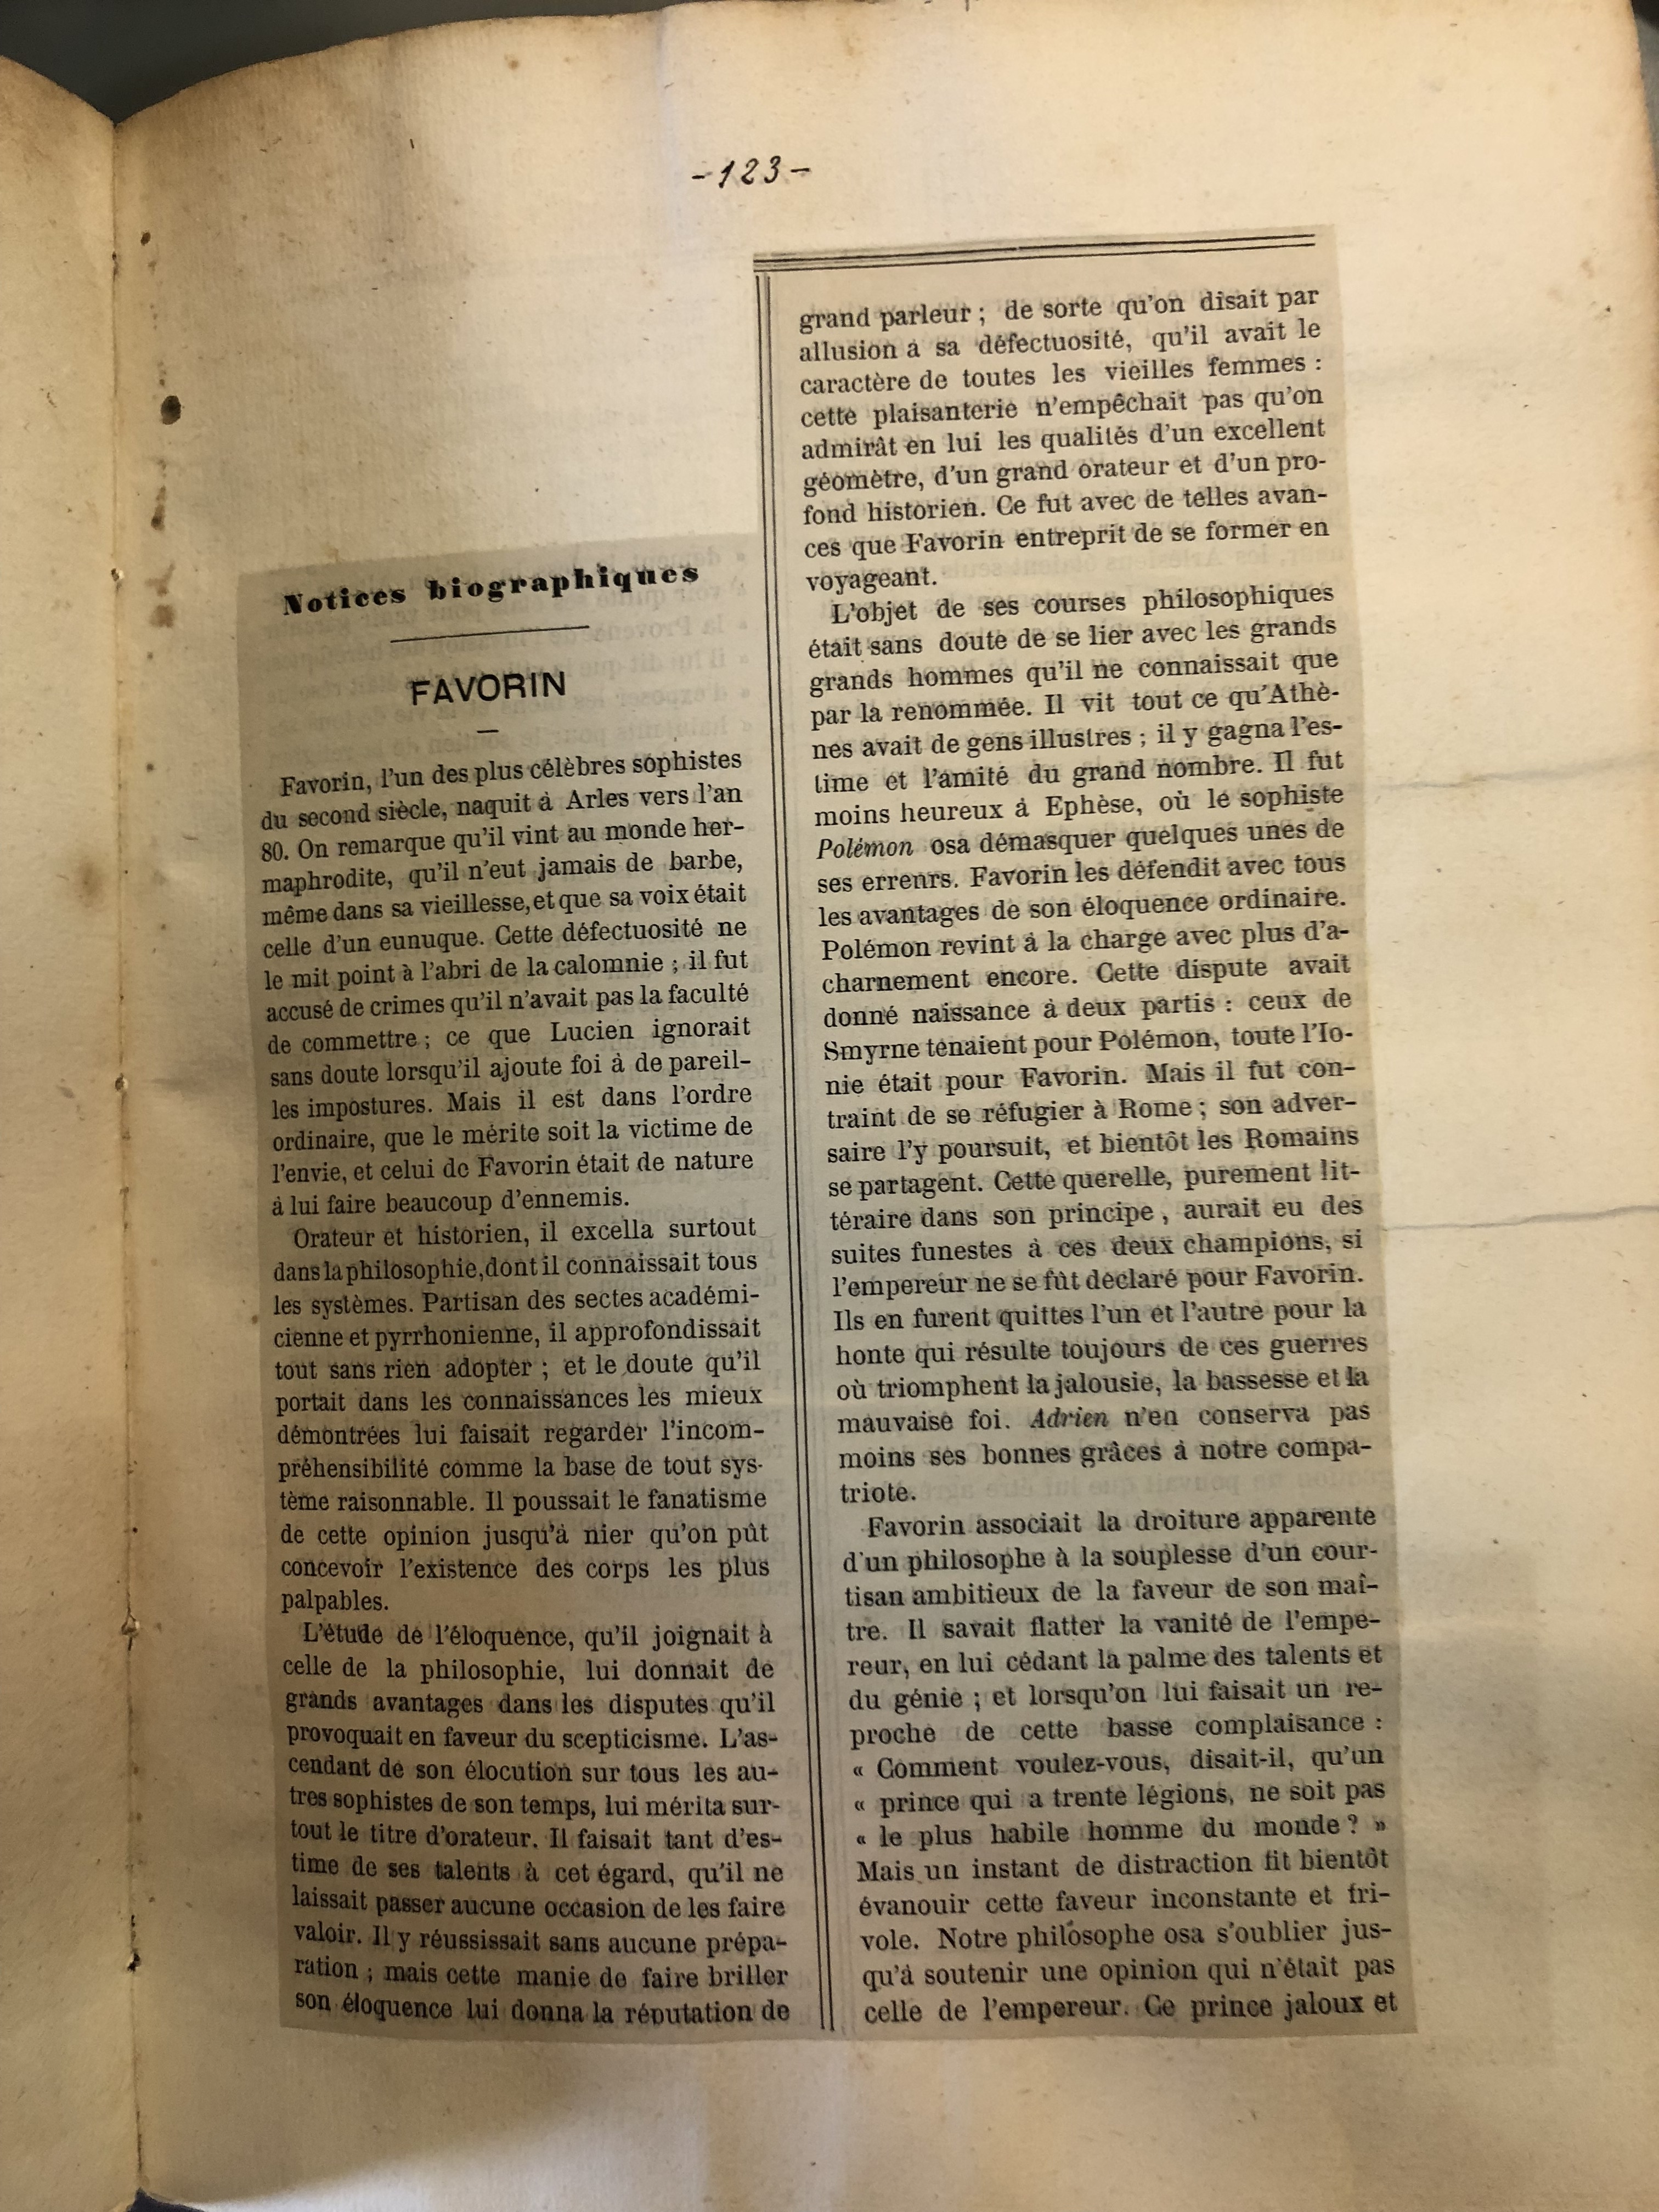 -123-
Notices biographiques
FAVORIN
Favorin, l'un des plus célèbres sophistes
du second siècle, naquit à Arles vers l'an
80. On remarque qu'il vint au monde her-
maphrodite, qu'il n'eut jamais de barbe,
même dans sa vieillesse, et que sa voix était
celle d'un eunuque. Cette défectuosité ne
le mit point à l'abri de la calomnie ; il fut
accusé de crimes qu'il n'avait pas la faculté
de commettre ; ce que Lucien ignorait
sans doute lorsqu'il ajoute foi à de pareil-
les impostures. Mais il est dans l'ordre
ordinaire, que le mérite soit la victime de
l'envie, et celui de Favorin était de nature
à lui faire beaucoup d'ennemis.
Orateur et historien, il excella surtout
dans la philosophie, dont il connaissait tous
les systèmes. Partisan des sectes académi-
cienne et pyrrhonienne, il approfondissait
tout sans rien adopter ; et le doute qu'il
portait dans les connaissances les mieux
démontrées lui faisait regarder l'incom-
préhensibilité comme la base de tout sys-
tème raisonnable. Il poussait le fanatisme
de cette opinion jusqu'à nier qu'on pût
concevoir l'existence des corps les plus
palpables.
L'étude de l'éloquence, qu'il joignait à
celle de la philosophie, lui donnait de
grands avantages dans les disputes qu'il
provoquait en faveur du scepticisme. L'as-
cendant de son élocution sur tous les au-
tres sophistes de son temps, lui mérita sur-
tout le titre d'orateur. Il faisait tant d'es-
time de ses talents à cet égard, qu'il ne
laissait passer aucune occasion de les faire
valoir. Il y réussissait sans aucune prépa-
ration ; mais cette manie de faire briller
son éloquence lui donna la réputation de
grand parleur ; de sorte qu'on disait par
allusion à sa défectuosité, qu'il avait le
caractère de toutes les vieilles femmes :
cette plaisanterie n'empêchait pas qu'on
admirât en lui les qualités d'un excellent
géomètre, d'un grand orateur et d'un pro-
fond historien. Ce fut avec de telles avan-
ces que Favorin entreprit de se former en
voyageant.
L'objet de ses courses philosophiques
était sans doute de se lier avec les grands
grands hommes qu'il ne connaissait que
par la renommée. Il vit tout ce qu'Athè-
nes avait de gens illustres ; il y gagna l'es-
time et l'amité du grand nombre. Il fut
moins heureux à Ephèse, où le sophiste
Polémon osa démasquer quelques unes de
ses erreurs. Favorin les défendit avec tous
les avantages de son éloquence ordinaire.
Polémon revint à la charge avec plus d'a-
charnement encore. Cette dispute avait
donné naissance à deux partis : ceux de
Smyrne tenaient pour Polémon, toute l'Io-
nie était pour Favorin. Mais il fut con-
traint de se réfugier à Rome ; son adver-
saire l'y poursuit, et bientôt les Romains
se partagent. Cette querelle, purement lit-
téraire dans son principe, aurait eu des
suites funestes à ces deux champions, si
l'empereur ne se fût déclaré pour Favorin.
Ils en furent quittes l'un et l'autre pour la
honte qui résulte toujours de ces guerres
où triomphent la jalousie, la bassesse et la
mauvaise foi. Adrien n'en conserva pas
moins ses bonnes grâces à notre compa-
triote.
Favorin associait la droiture apparente
d'un philosophe à la souplesse d'un cour-
tisan ambitieux de la faveur de son maî-
tre. Il savait flatter la vanité de l'empe-
reur, en lui cédant la palme des talents et
du génie ; et lorsqu'on lui faisait un re-
proche de cette basse complaisance :
« Comment voulez-vous, disait-il, qu'un
« prince qui a trente légions, ne soit pas
« le plus habile homme du monde ? »
Mais un instant de distraction fit bientôt
évanouir cette faveur inconstante et fri-
vole. Notre philosophe osa s'oublier jus-
qu'à soutenir une opinion qui n'était pas
celle de l'empereur. Ce prince jaloux et